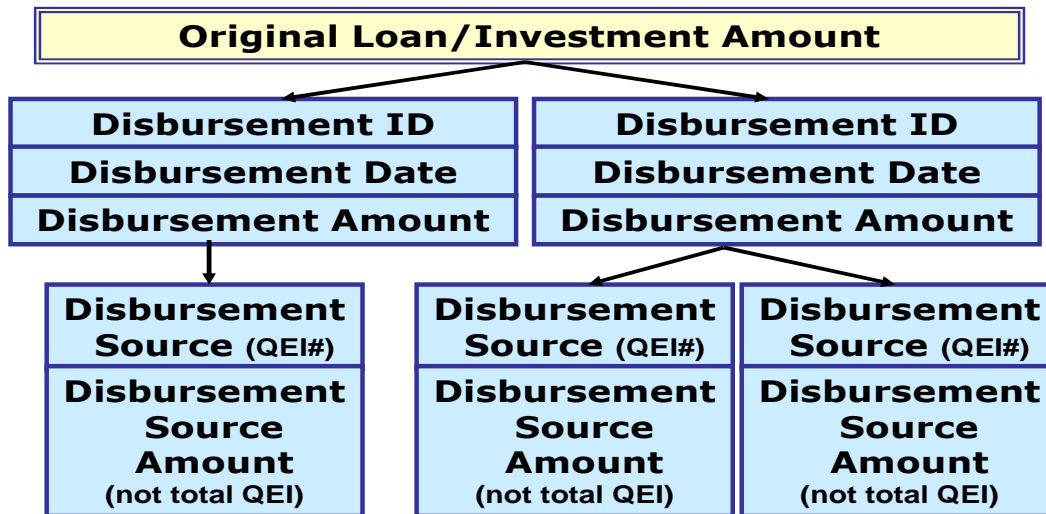 Original Loan/Investment Amount
Disbursement ID
Disbursement Date
Disbursement Amount
Disbursement ID
Disbursement Date
Disbursement Amount
Disbursement
Source (QEI#)
Disbursement
Source
Amount
(not total QEI)
Disbursement
Source (QEI#)
Disbursement
Source
Amount
(not total QEI)
Disbursement
Source (QEI#)
Disbursement
Source
Amount
(not total QEI)